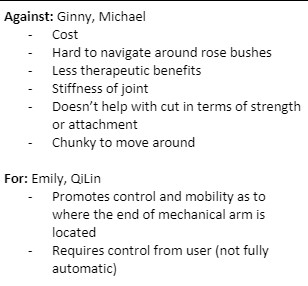 Against: Ginny, Michael
- Cost
- Hard to navigate around rose bushes
- Less therapeutic benefits
- Stiffness of joint
- Doesn’t help with cut in terms of strength
or attachment
- Chunky to move around
For: Emily, QiLin
- Promotes control and mobility as to
where the end of mechanical arm is
located
- Requires control from user (not fully
automatic)